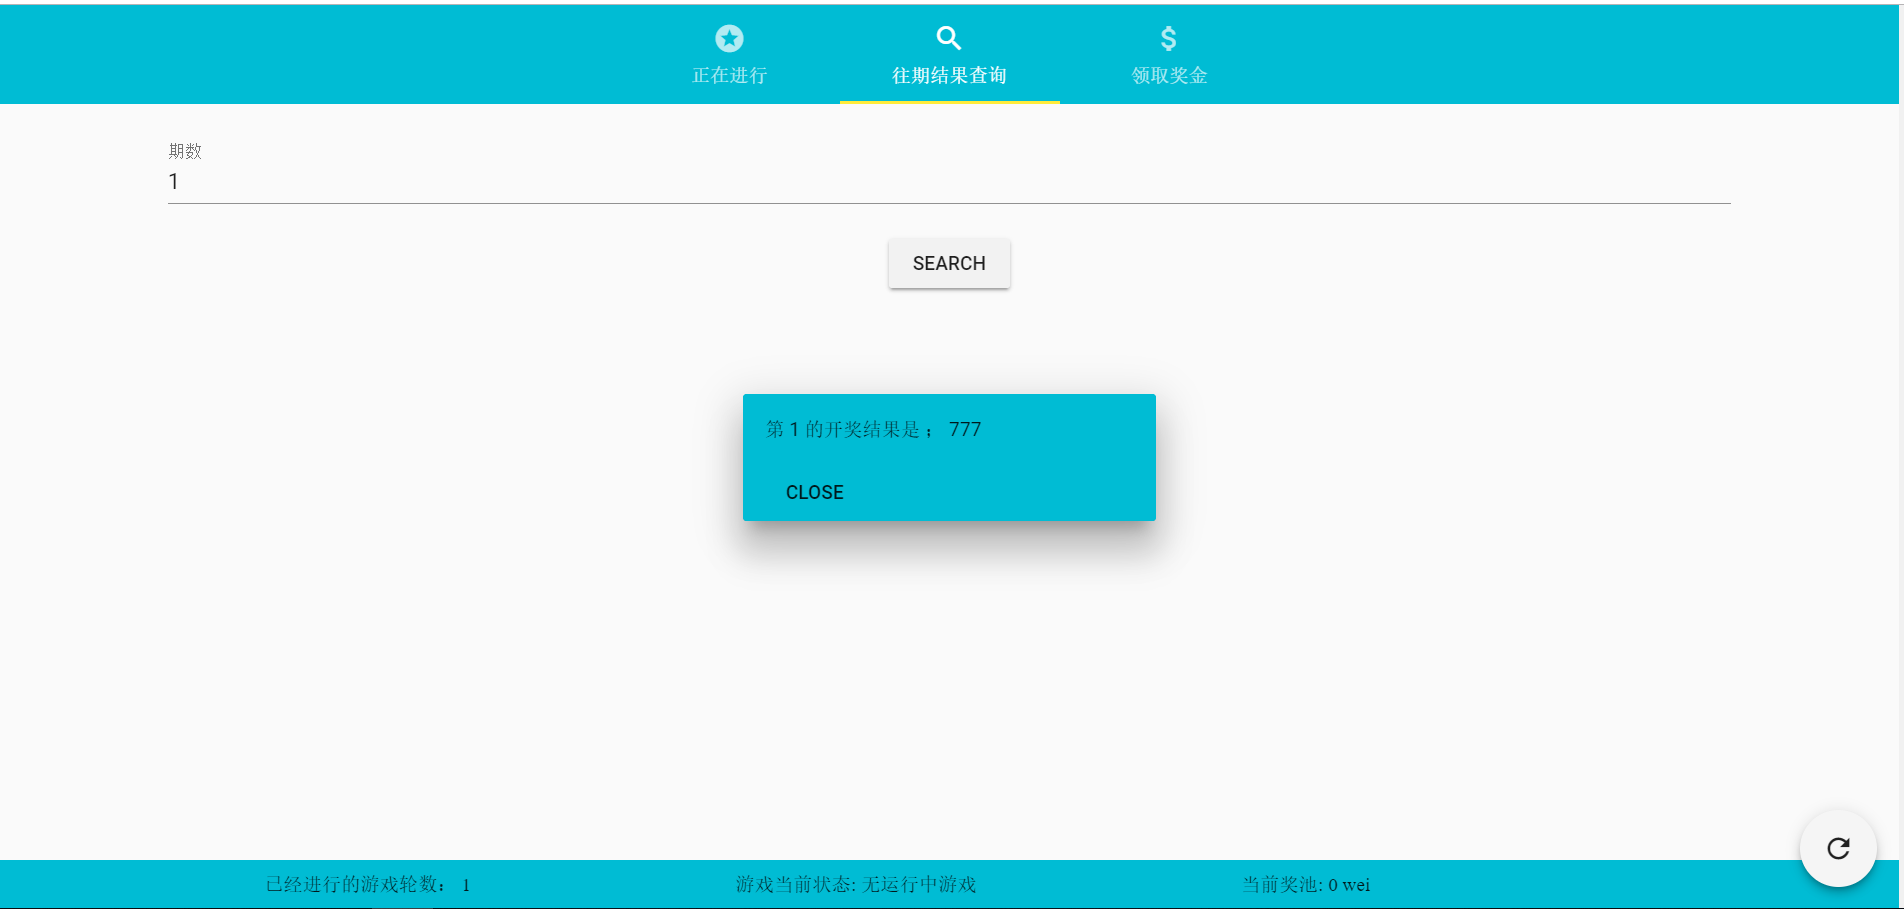 正在进行
往期结果查询
领取奖金
期数
1
SEARCH
第 1 的开奖结果是 ； 777
CLOSE
已经进行的游戏轮数： 1
游戏当前状态: 无运行中游戏
当前奖池: 0 wei